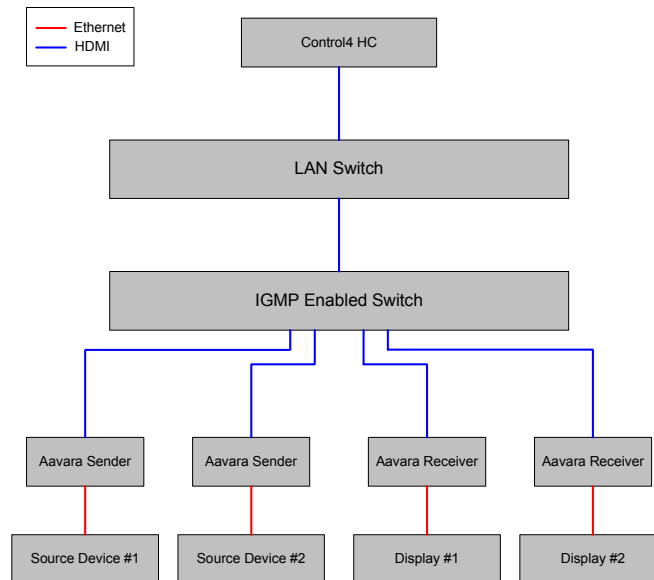 Ethernet
HDMI
Control4 HC
LAN Switch
IGMP Enabled Switch
Aavara Sender
Aavara Sender
Aavara Receiver
Aavara Receiver
Source Device #1
Source Device #2
Display #1
Display #2